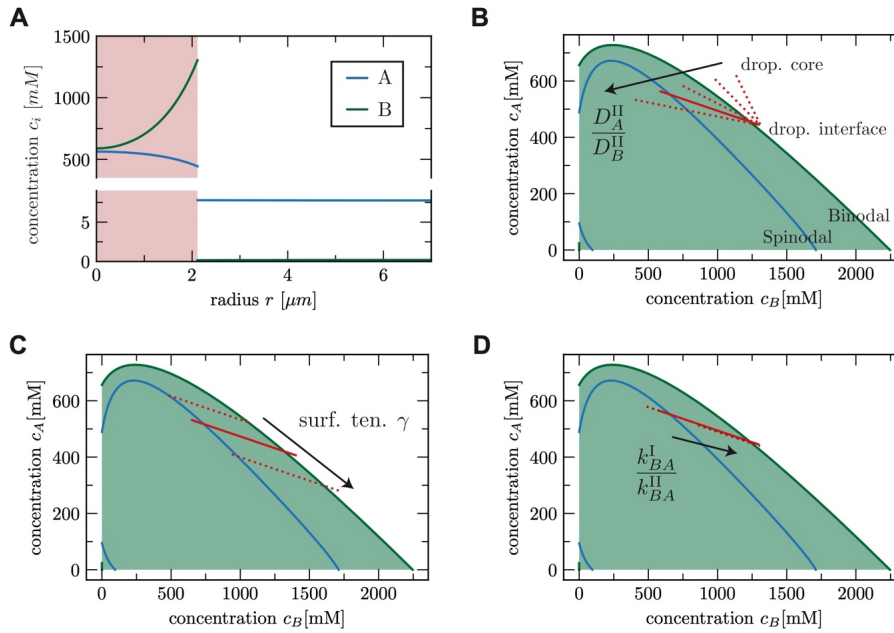 A
1500
1000
500
5
0
0
2
4
6
concentration c_i [mM]
radius r [μm]
A
B
B
600
400
200
0
0
500
1000
1500
2000
concentration c_A[mM]
concentration c_B[mM]
drop. core
drop. interface
D_A^II
D_B^II
Binodal
Spinodal
C
600
400
200
0
0
500
1000
1500
2000
concentration c_A[mM]
concentration c_B[mM]
surf. ten. γ
D
600
400
200
0
0
500
1000
1500
2000
concentration c_A[mM]
concentration c_B[mM]
k_BA^I
k_BA^II